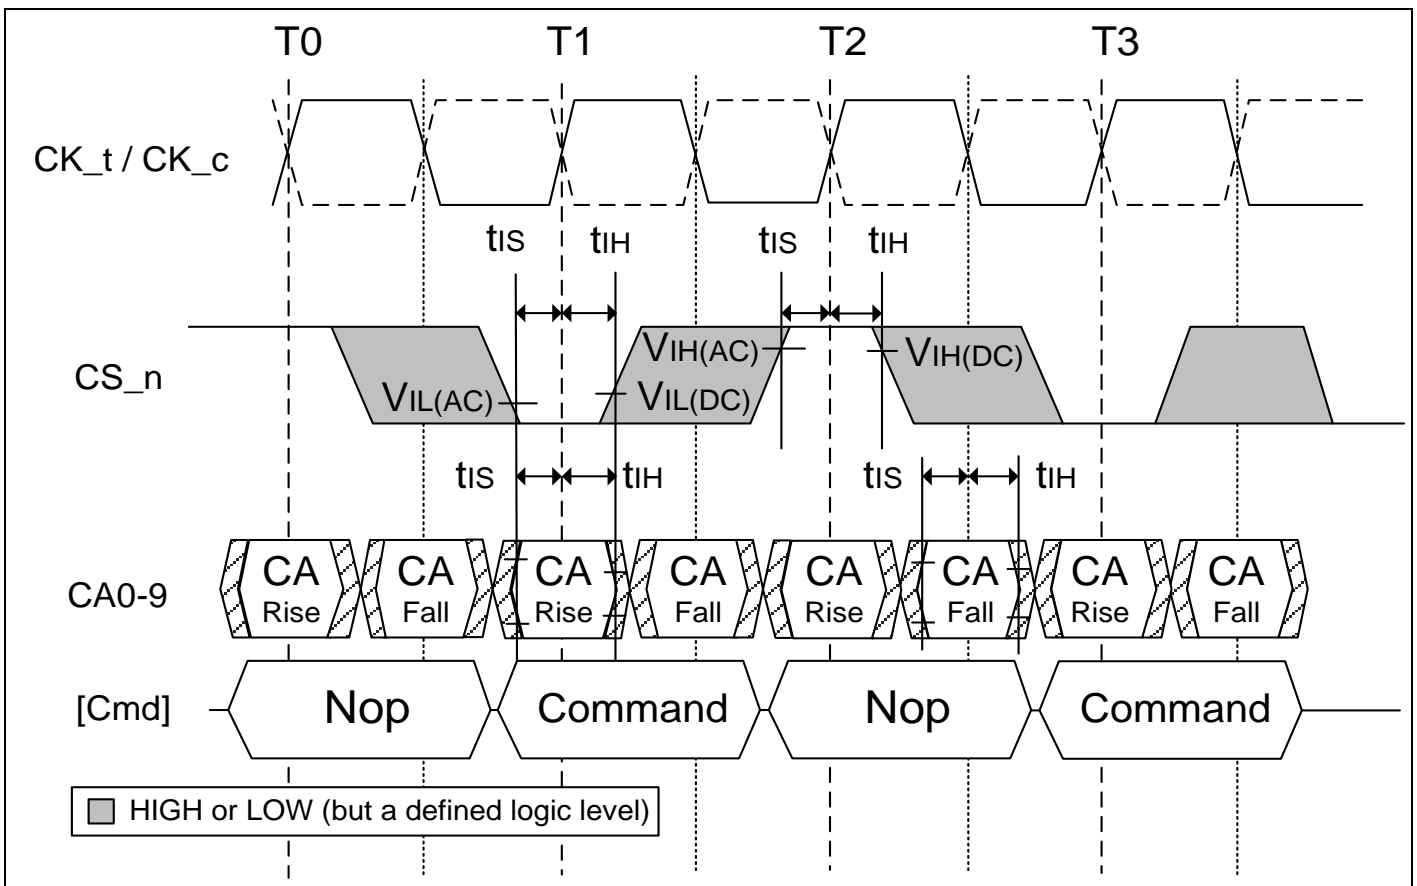 T0 T1 T2 T3
CK_t / CK_c
tIS tIH tIS tIH
CS_n
VIH(AC) VIH(DC)
VIL(AC) VIL(DC)
tIS tIH tIS tIH
CA0-9
CA CA CA CA CA CA CA CA
Rise Fall Rise Fall Rise Fall Rise Fall
[Cmd] Nop Command Nop Command
HIGH or LOW (but a defined logic level)